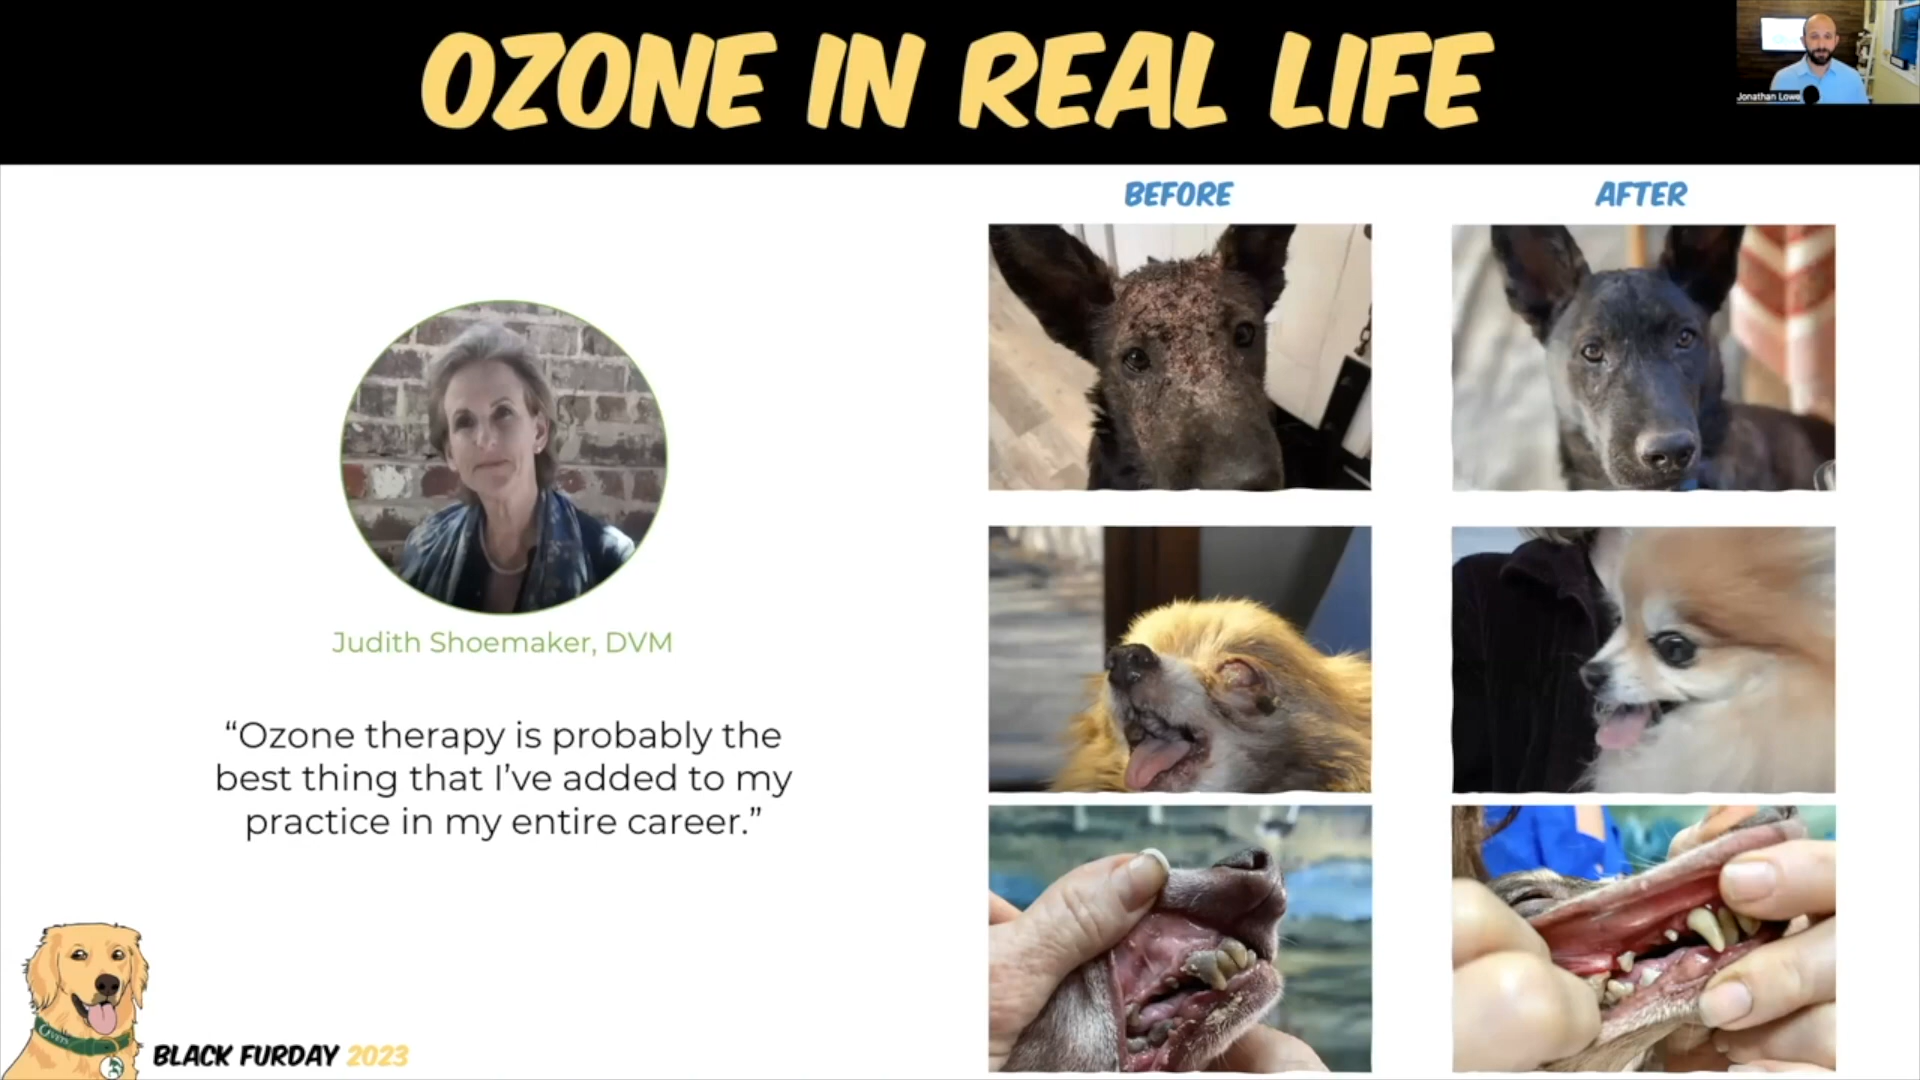 OZONE IN REAL LIFE
Jonathan Lowe
BEFORE
AFTER
Judith Shoemaker, DVM
“Ozone therapy is probably the
best thing that I’ve added to my
practice in my entire career.”
BLACK FURDAY 2023